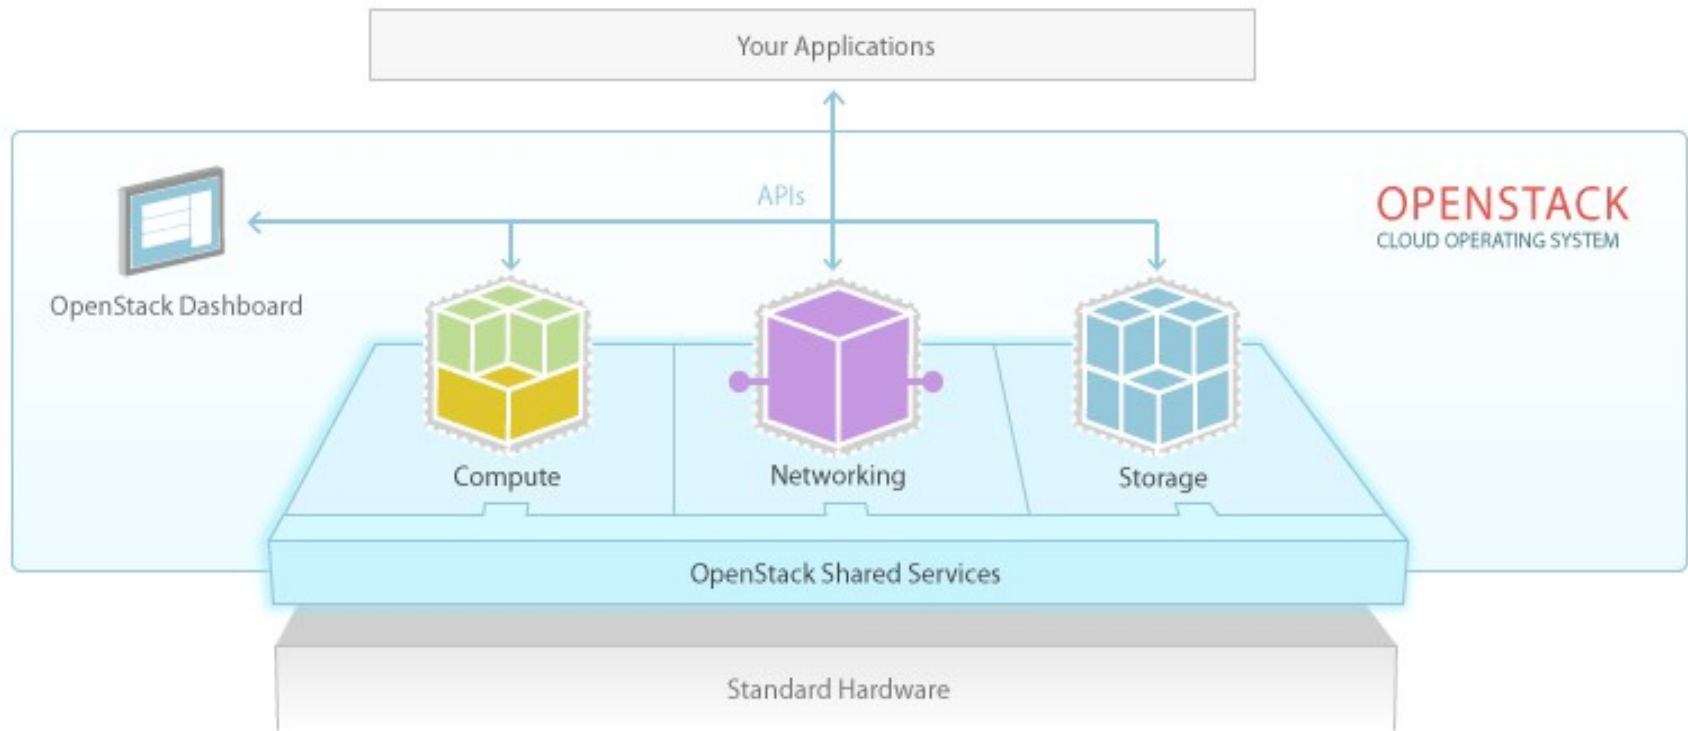 Your Applications
APIs
OPENSTACK
CLOUD OPERATING SYSTEM
OpenStack Dashboard
Compute
Networking
Storage
OpenStack Shared Services
Standard Hardware